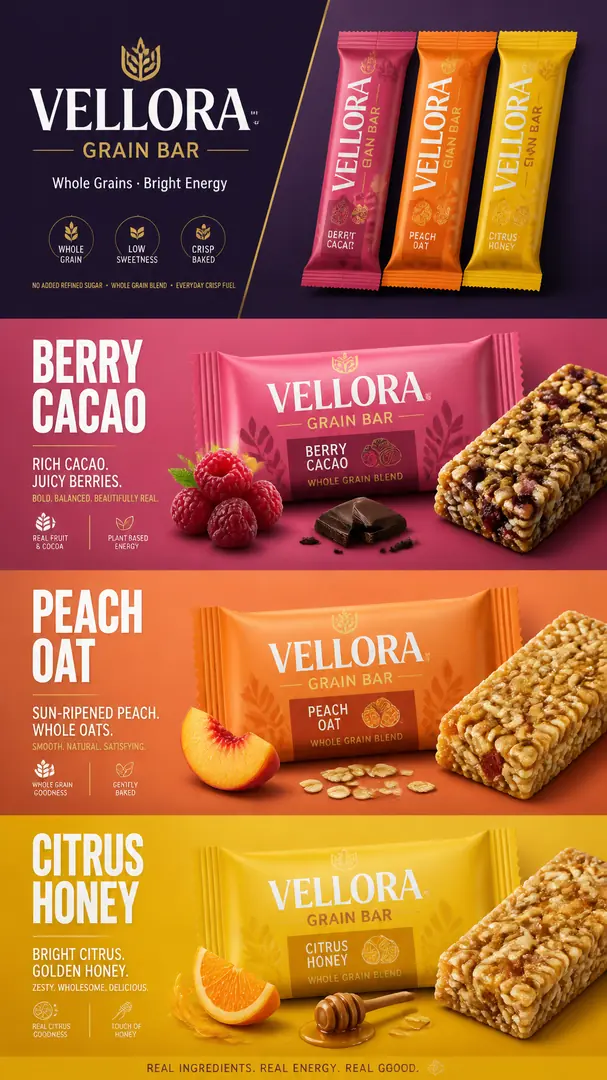 VELLORA
GRAIN BAR
Whole Grains · Bright Energy
WHOLE
GRAIN
LOW
SWEETNESS
CRISP
BAKED
NO ADDED REFINED SUGAR • WHOLE GRAIN BLEND • EVERYDAY CRISP FUEL
VELLORA
BAR
VELLORA
BAR
PEACH
OAT
VELLORA
BAR
CITRUS
HONEY
BERRY
CACAO
RICH CACAO.
JUICY BERRIES.
BOLD. BALANCED. BEAUTIFULLY REAL.
REAL FRUIT
& COCOA
PLANT BASED
ENERGY
VELLORA
GRAIN BAR
BERRY
CACAO
WHOLE GRAIN BLEND
PEACH
OAT
SUN-RIPENED PEACH.
WHOLE OATS.
SMOOTH. NATURAL. SATISFYING.
WHOLE GRAIN
GOODNESS
GENTLY
BAKED
VELLORA
GRAIN BAR
PEACH
OAT
WHOLE GRAIN BLEND
CITRUS
HONEY
BRIGHT CITRUS.
GOLDEN HONEY.
ZESTY. WHOLESOME, DELICIOUS.
REAL CITRUS
GOODNESS
TOUCH OF
HONEY
VELLORA
GRAIN BAR
CITRUS
HONEY
WHOLE GRAIN BLEND
REAL INGREDIENTS. REAL ENERGY. REAL GGOOD.